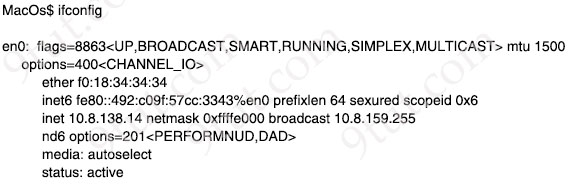 MacOs$ ifconfig
en0: flags=8863<UP,BROADCAST,SMART,RUNNING,SIMPLEX,MULTICAST> mtu 1500
options=400<CHANNEL_IO>
ether f0:18:34:34:34
inet6 fe80::492:c09f:57cc:3343%en0 prefixlen 64 sexured scopeid 0x6
inet 10.8.138.14 netmask 0xffffe000 broadcast 10.8.159.255
nd6 options=201<PERFORMNUD,DAD>
media: autoselect
status: active